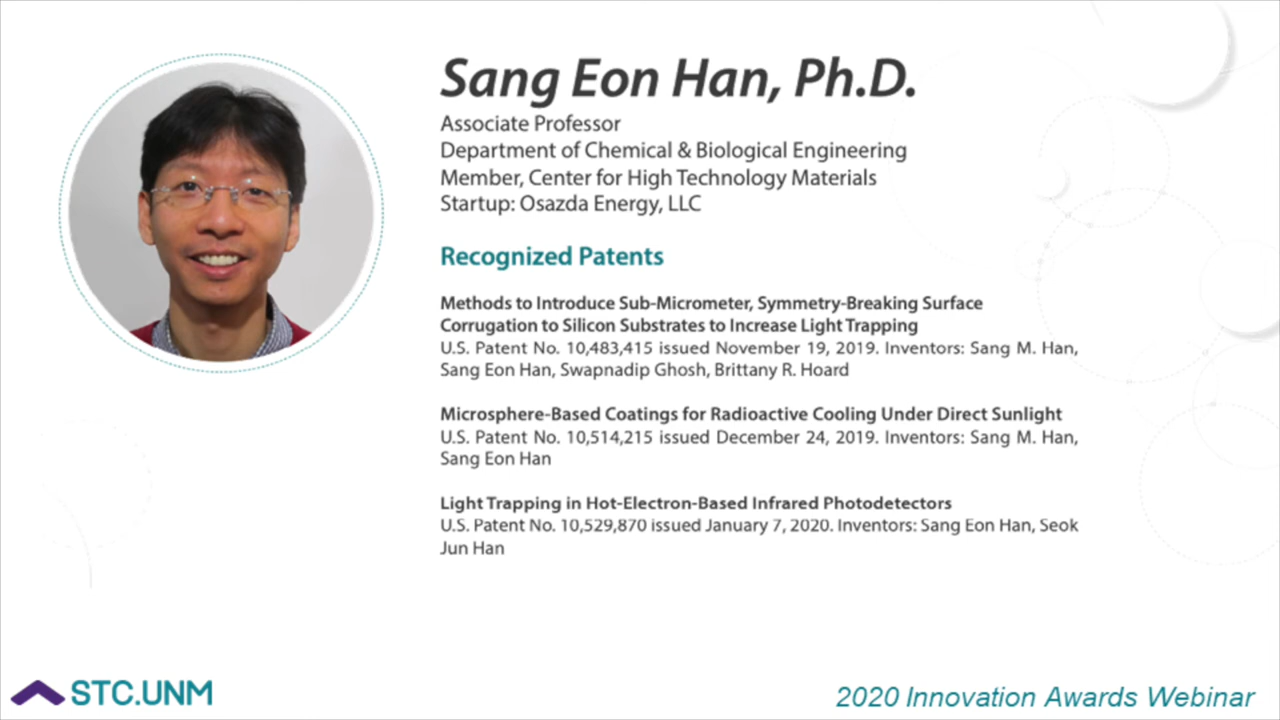 Sang Eon Han, Ph.D.
Associate Professor
Department of Chemical & Biological Engineering
Member, Center for High Technology Materials
Startup: Osazda Energy, LLC
Recognized Patents
Methods to Introduce Sub-Micrometer, Symmetry-Breaking Surface
Corrugation to Silicon Substrates to Increase Light Trapping
U.S. Patent No. 10,483,415 issued November 19, 2019. Inventors: Sang M. Han,
Sang Eon Han, Swapnadip Ghosh, Brittany R. Hoard
Microsphere-Based Coatings for Radioactive Cooling Under Direct Sunlight
U.S. Patent No. 10,514,215 issued December 24, 2019. Inventors: Sang M. Han,
Sang Eon Han
Light Trapping in Hot-Electron-Based Infrared Photodetectors
U.S. Patent No. 10,529,870 issued January 7, 2020. Inventors: Sang Eon Han, Seok
Jun Han
STC.UNM
2020 Innovation Awards Webinar